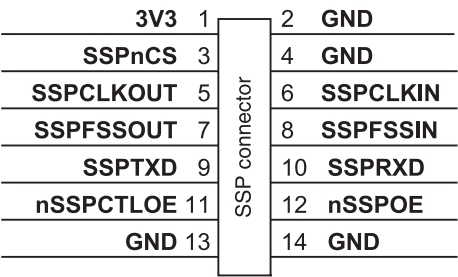 3V3 1 2 GND
SSPnCS 3 4 GND
SSPCLKOUT 5 6 SSPCLKIN
SSPFSSOUT 7 8 SSPFSSIN
SSPTXD 9 10 SSPRXD
nSSPCTLOE 11 12 nSSPOE
GND 13 14 GND
SSP connector